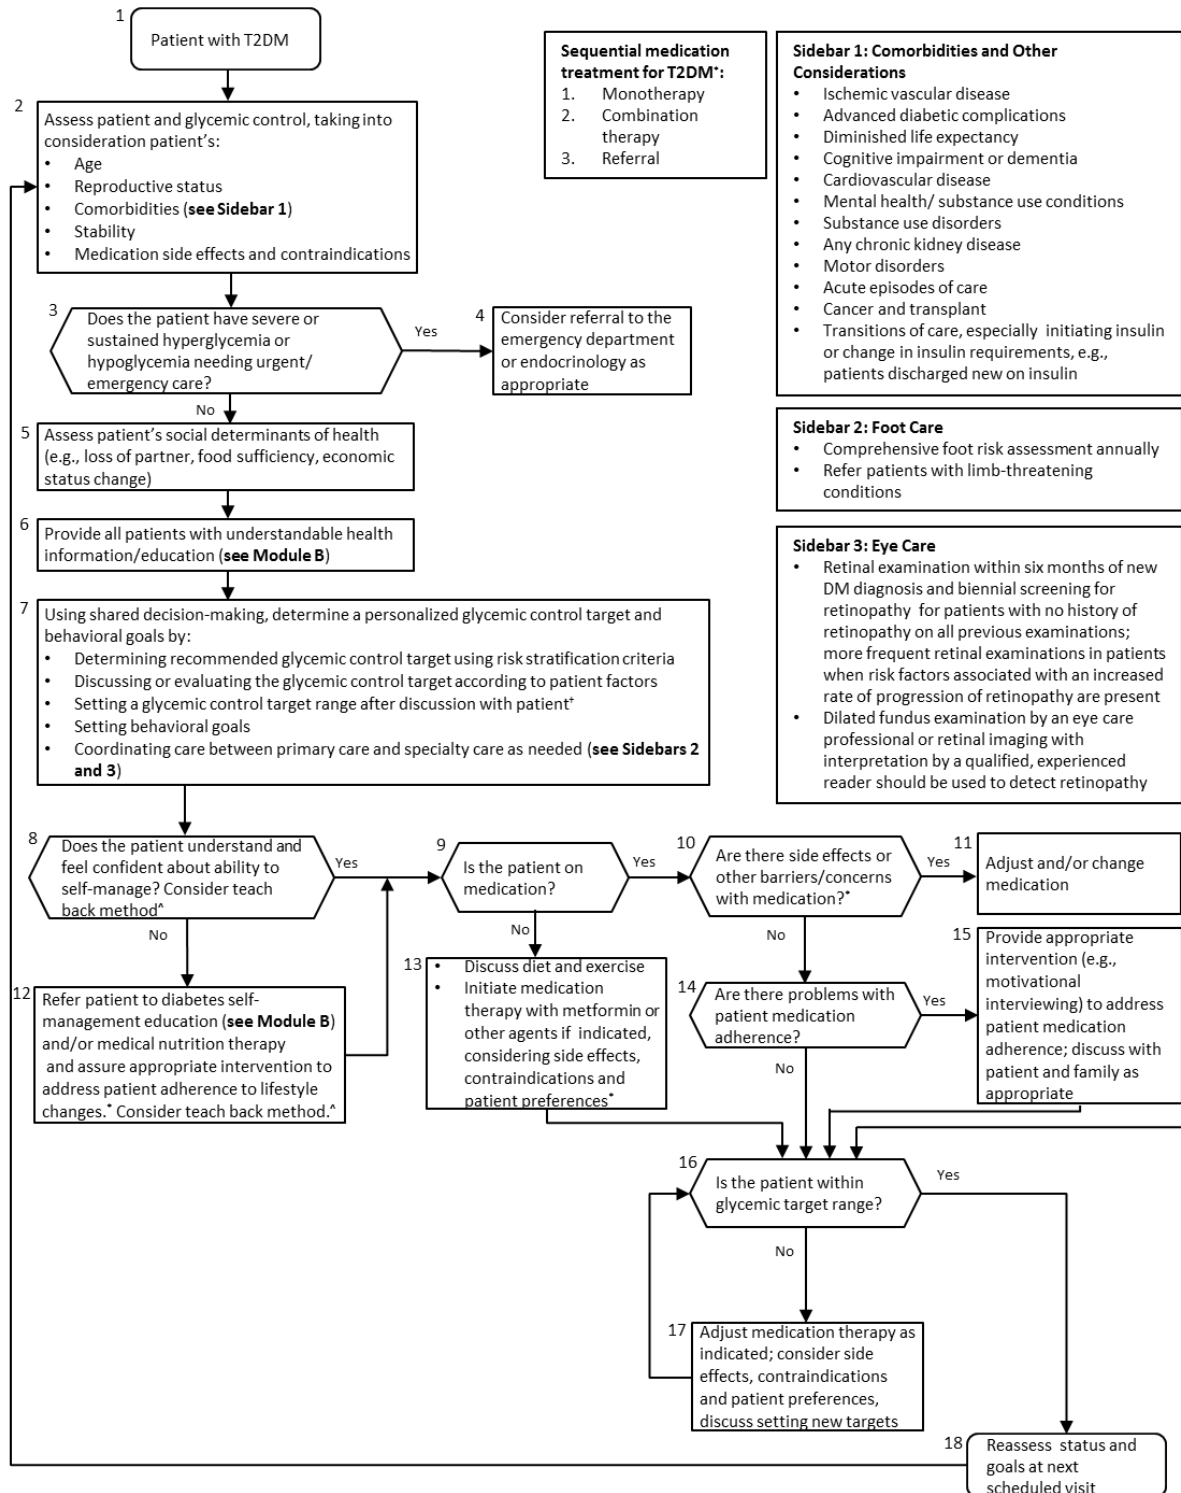 1
Patient with T2DM
2
Assess patient and glycemic control, taking into
consideration patient's:
• Age
• Reproductive status
• Comorbidities (see Sidebar 1)
• Stability
• Medication side effects and contraindications
3
Does the patient have severe or
sustained hyperglycemia or
hypoglycemia needing urgent/
emergency care?
Yes
No
4
Consider referral to the
emergency department
or endocrinology as
appropriate
5
Assess patient's social determinants of health
(e.g., loss of partner, food sufficiency, economic
status change)
6
Provide all patients with understandable health
information/education (see Module B)
7
Using shared decision-making, determine a personalized glycemic control target and
behavioral goals by:
• Determining recommended glycemic control target using risk stratification criteria
• Discussing or evaluating the glycemic control target according to patient factors
• Setting a glycemic control target range after discussion with patient†
• Setting behavioral goals
• Coordinating care between primary care and specialty care as needed (see Sidebars 2
and 3)
Sequential medication
treatment for T2DM*:
1. Monotherapy
2. Combination
therapy
3. Referral
Sidebar 1: Comorbidities and Other
Considerations
• Ischemic vascular disease
• Advanced diabetic complications
• Diminished life expectancy
• Cognitive impairment or dementia
• Cardiovascular disease
• Mental health/ substance use conditions
• Substance use disorders
• Any chronic kidney disease
• Motor disorders
• Acute episodes of care
• Cancer and transplant
• Transitions of care, especially initiating insulin
or change in insulin requirements, e.g.,
patients discharged new on insulin
Sidebar 2: Foot Care
• Comprehensive foot risk assessment annually
• Refer patients with limb-threatening
conditions
Sidebar 3: Eye Care
• Retinal examination within six months of new
DM diagnosis and biennial screening for
retinopathy for patients with no history of
retinopathy on all previous examinations;
more frequent retinal examinations in patients
when risk factors associated with an increased
rate of progression of retinopathy are present
• Dilated fundus examination by an eye care
professional or retinal imaging with
interpretation by a qualified, experienced
reader should be used to detect retinopathy
8
Does the patient understand and
feel confident about ability to
self-manage? Consider teach
back method^
Yes
No
9
Is the patient on
medication?
Yes
No
10
Are there side effects or
other barriers/concerns
with medication?*
Yes
No
11
Adjust and/or change
medication
12
Refer patient to diabetes self-
management education (see Module B)
and/or medical nutrition therapy
and assure appropriate intervention to
address patient adherence to lifestyle
changes.* Consider teach back method.^
13
• Discuss diet and exercise
• Initiate medication
therapy with metformin or
other agents if indicated,
considering side effects,
contraindications and
patient preferences*
14
Are there problems with
patient medication
adherence?
Yes
No
15
Provide appropriate
intervention (e.g.,
motivational
interviewing) to address
patient medication
adherence; discuss with
patient and family as
appropriate
16
Is the patient within
glycemic target range?
Yes
No
17
Adjust medication therapy as
indicated; consider side
effects, contraindications
and patient preferences,
discuss setting new targets
18
Reassess status and
goals at next
scheduled visit